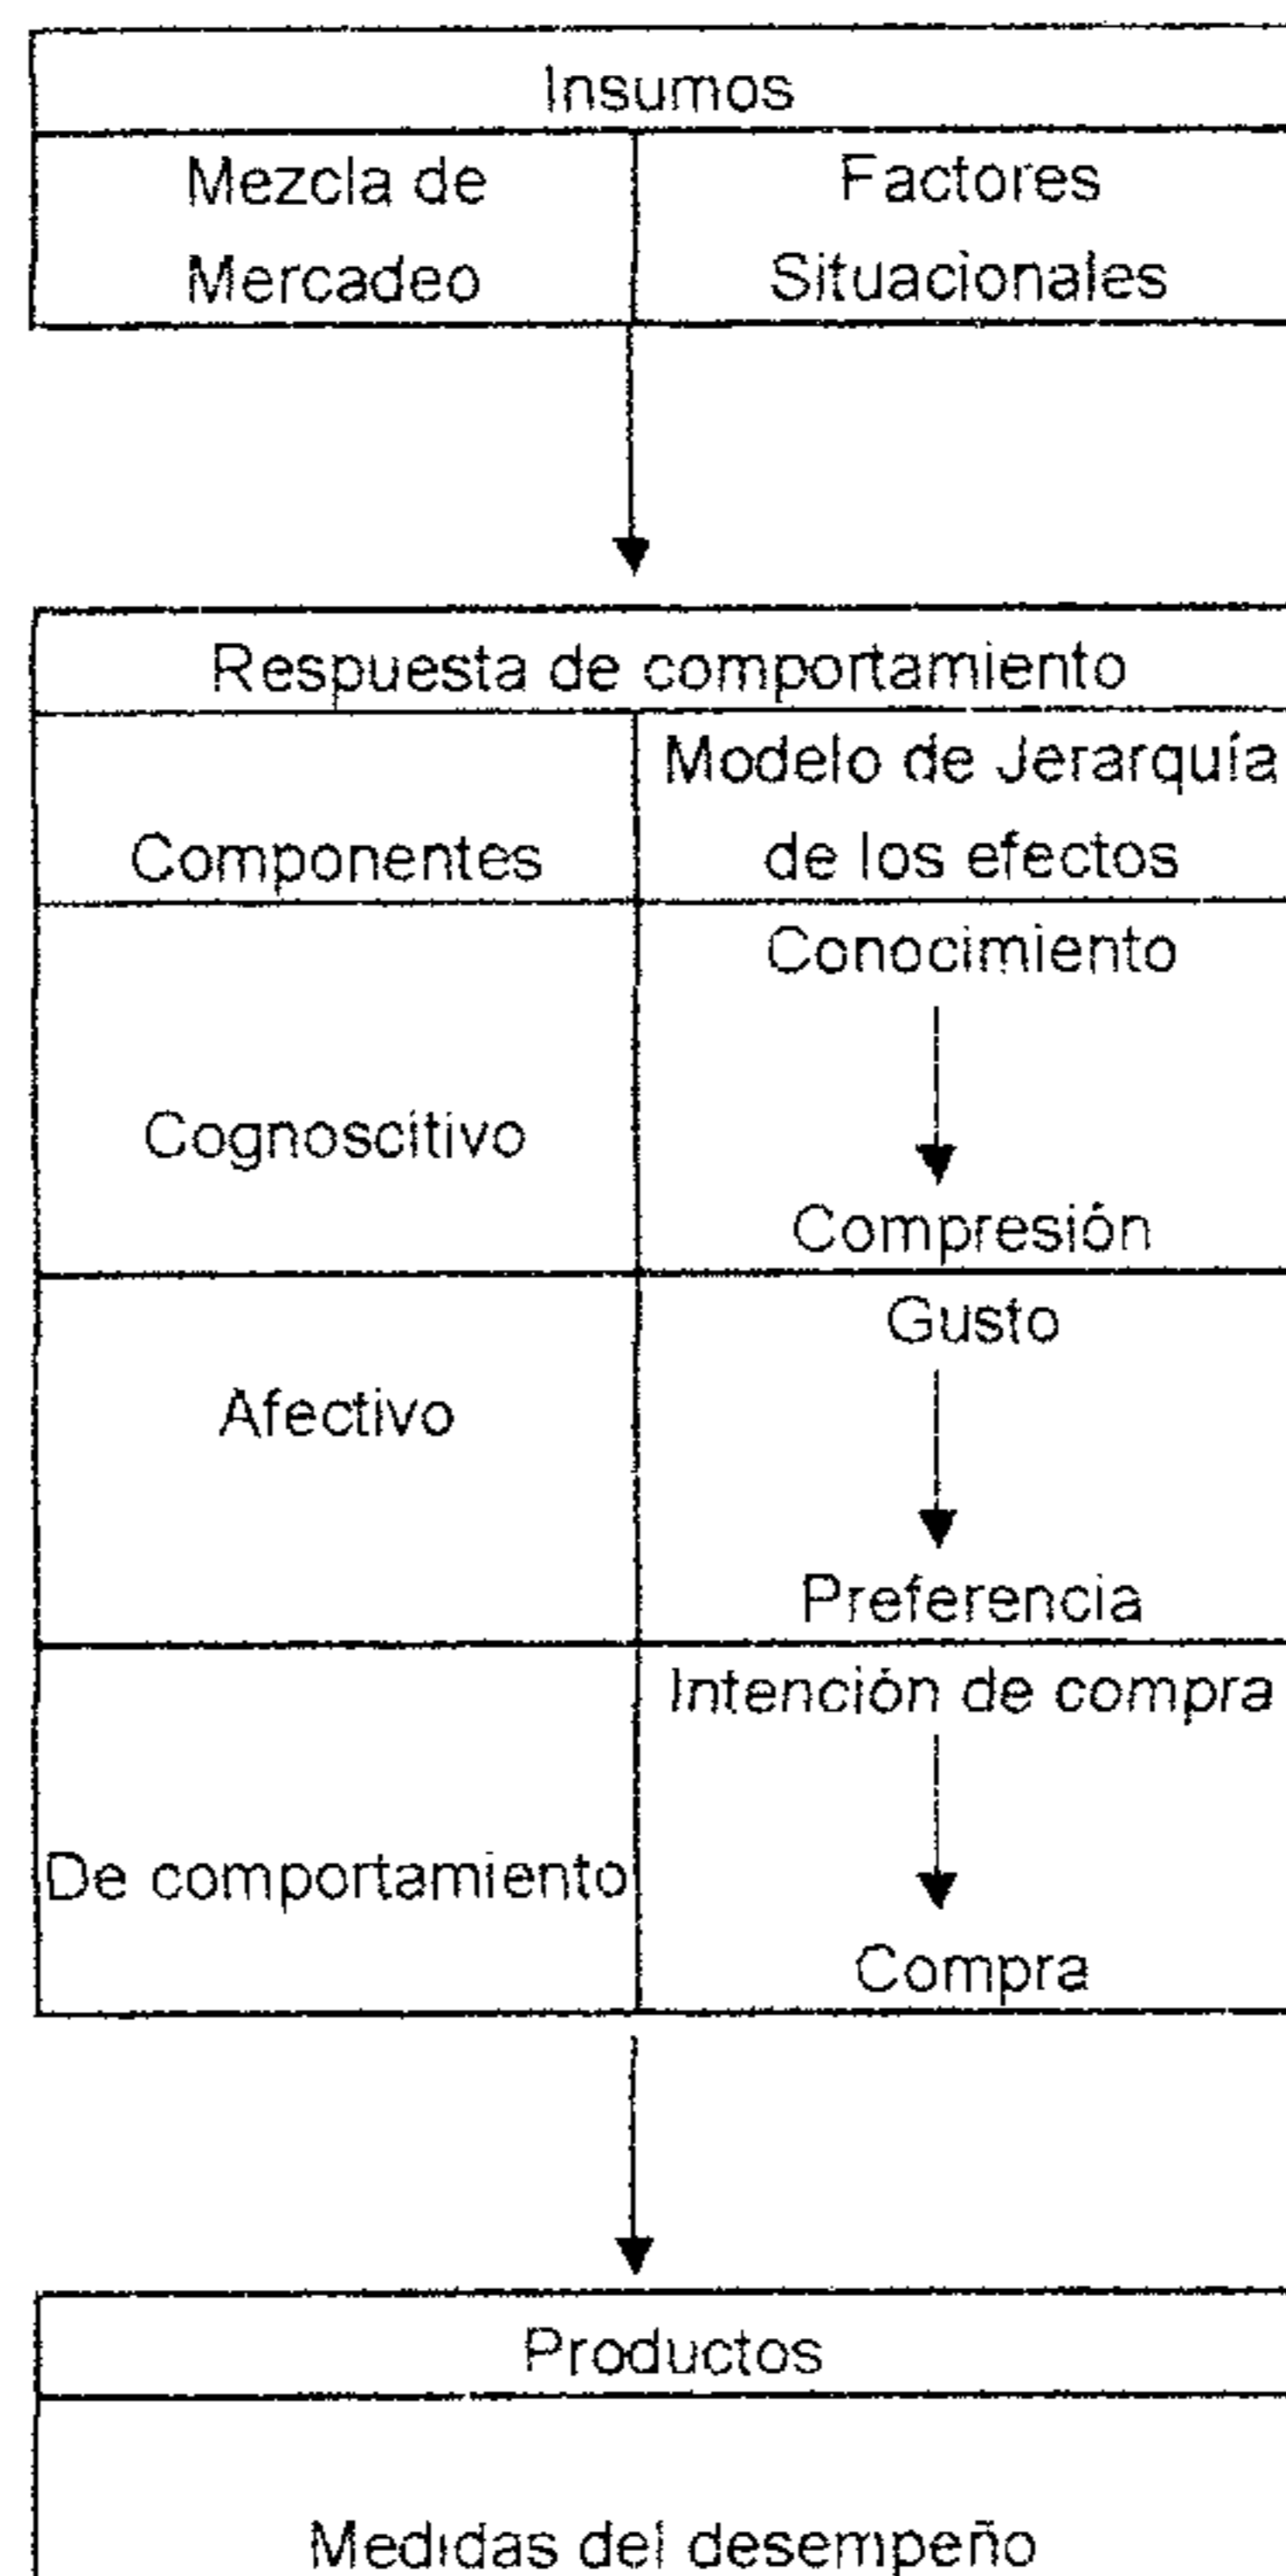 Insumos
Mezcla de
Mercadeo
Factores
Situacionales
Respuesta de comportamiento
Componentes
Modelo de Jerarquía
de los efectos
Cognoscitivo
Conocimiento
Compresión
Afectivo
Gusto
Preferencia
De comportamiento
Intención de compra
Compra
Productos
Medidas del desempeño